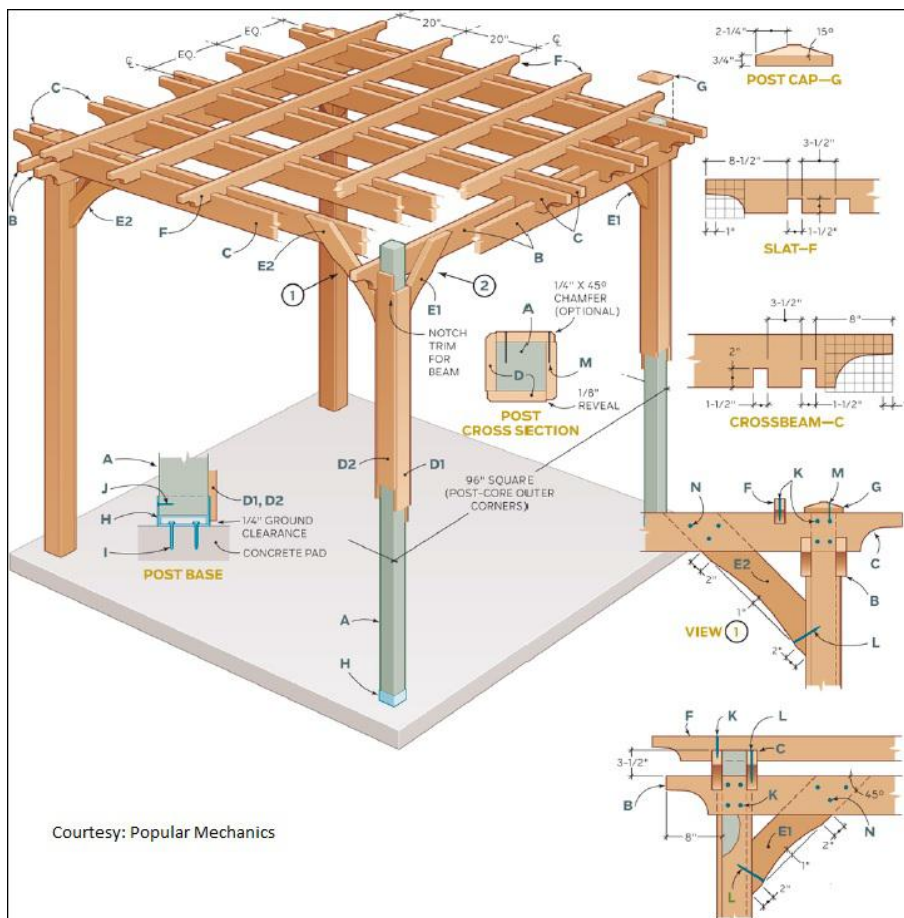 EQ.
EQ.
20"
20"
C
F
G
B
E2
F
C
E2
1
E1
B
C
E1
2
NOTCH
TRIM
FOR
BEAM
1/4" X 45º
CHAMFER
(OPTIONAL)
A
D
M
1/8"
REVEAL
POST
CROSS SECTION
D2
D1
96" SQUARE
(POST-CORE OUTER
CORNERS)
A
J
D1, D2
H
1/4" GROUND
CLEARANCE
CONCRETE PAD
I
POST BASE
A
H
2-1/4"
15º
3/4"
POST CAP—G
8-1/2"
3-1/2"
1"
1-1/2"
SLAT—F
3-1/2"
8"
2"
1-1/2"
1-1/2"
CROSSBEAM—C
N
F
K
M
G
C
E2
2"
1"
B
VIEW 1
L
2"
F
K
L
C
3-1/2"
B
K
45º
N
8"
E1
2"
1"
L
2"
Courtesy: Popular Mechanics